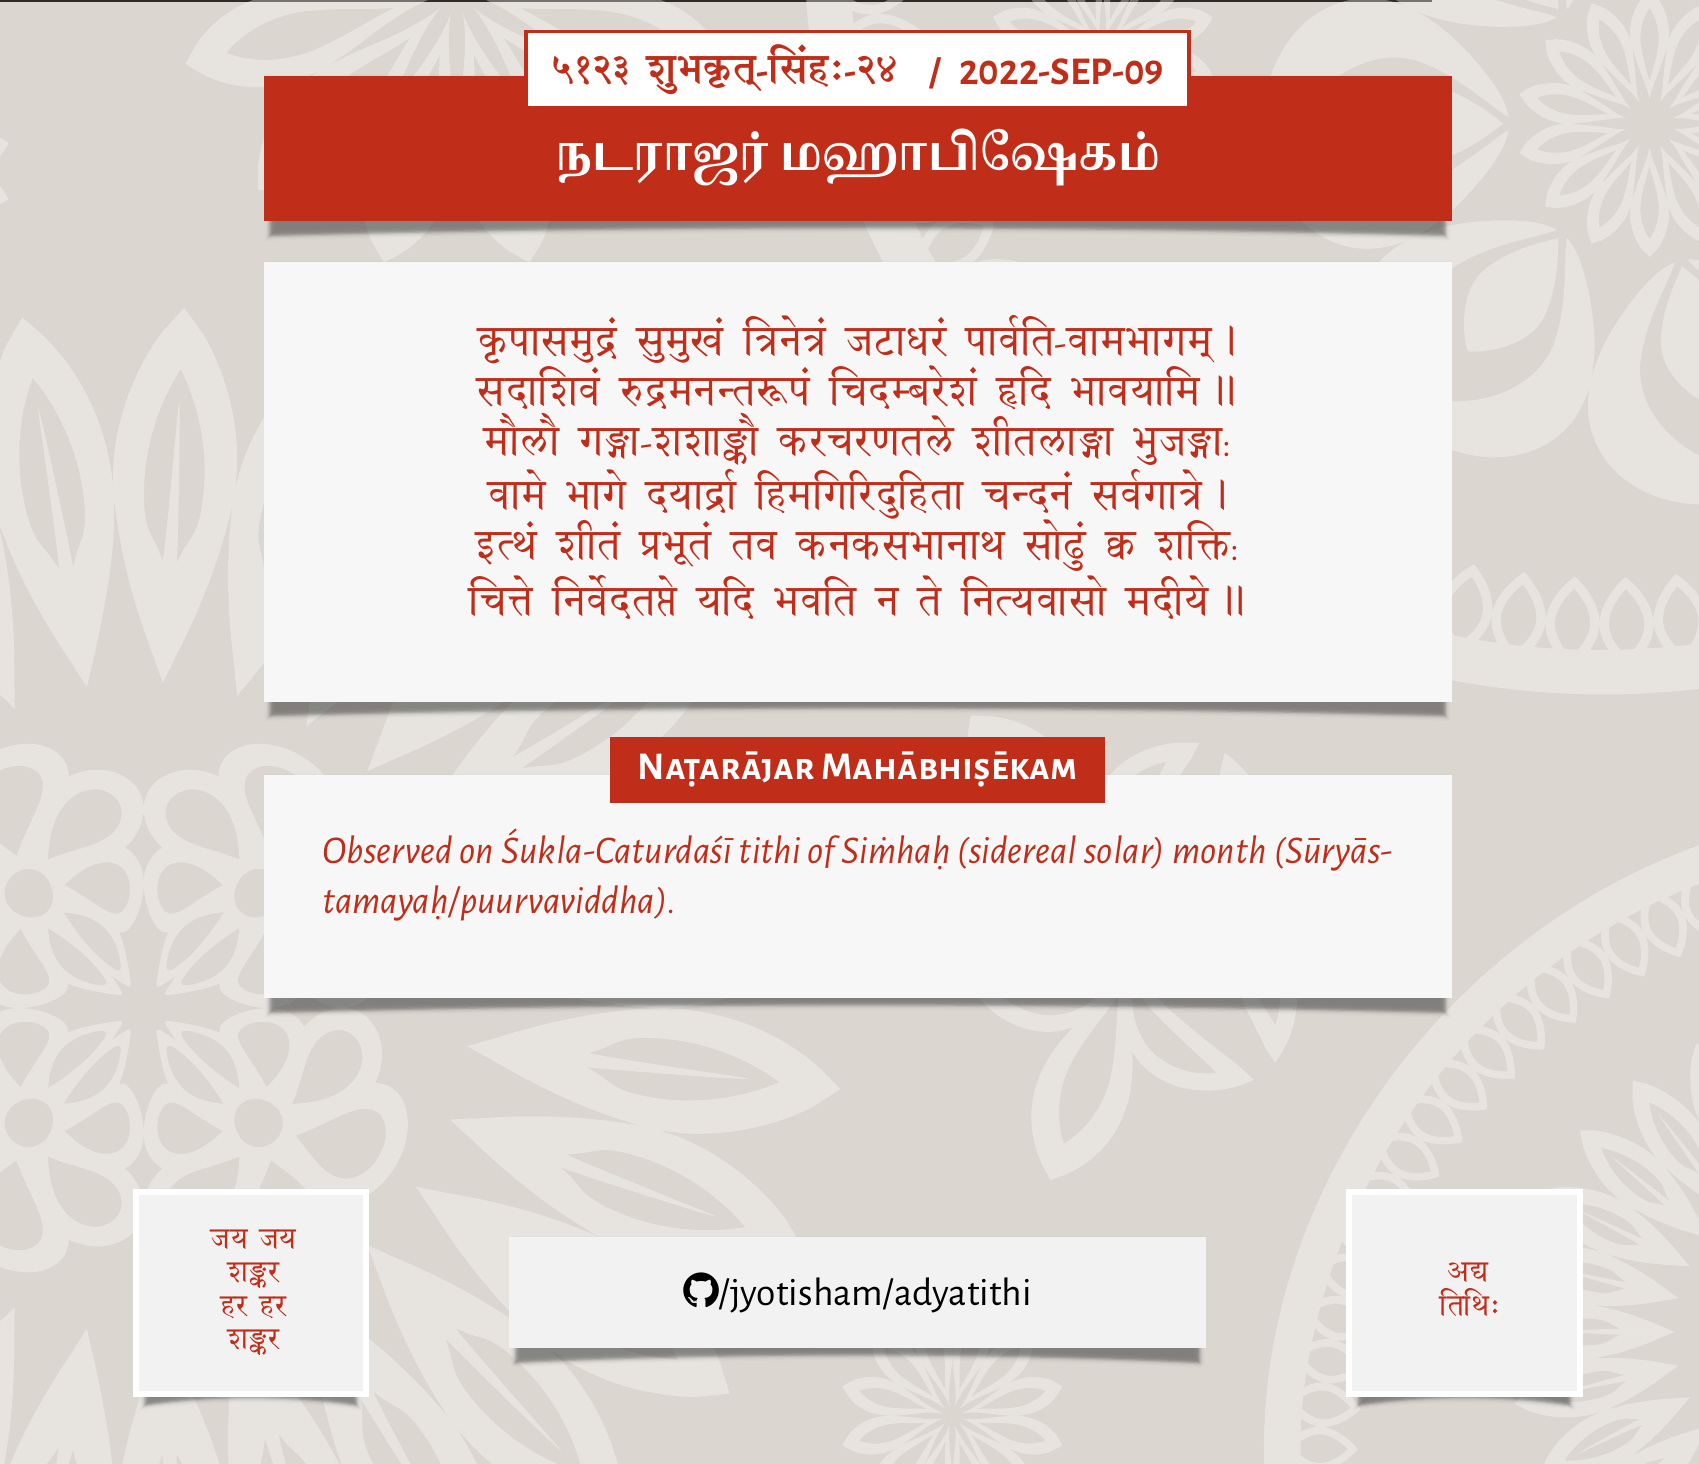 ५१२३ शुभकृत्-सिंहः-२४ / 2022-SEP-09
நடராஜர் மஹாபிஷேகம்
कृपासमुद्रं सुमुखं त्रिनेत्रं जटाधरं पार्वति-वामभागम् ।
सदाशिवं रुद्रमनन्तरूपं चिदम्बरेशं हृदि भावयामि ॥
मौलौ गङ्गा-शशाङ्कौ करचरणतले शीतलाङ्गा भुजङ्गाः
वामे भागे दयार्द्रा हिमगिरिदुहिता चन्दनं सर्वगात्रे ।
इत्थं शीतं प्रभूतं तव कनकसभानाथ सोढुं क्व शक्तिः
चित्ते निर्वेदतप्ते यदि भवति न ते नित्यवासो मदीये ॥
Naṭarājar Mahābhiṣēkam
Observed on Śukla-Caturdaśī tithi of Siṁhaḥ (sidereal solar) month (Sūryās-
tamayaḥ/puurvaviddha).
जय जय
शङ्कर
हर हर
शङ्कर
/jyotisham/adyatithi
अद्य
तिथिः